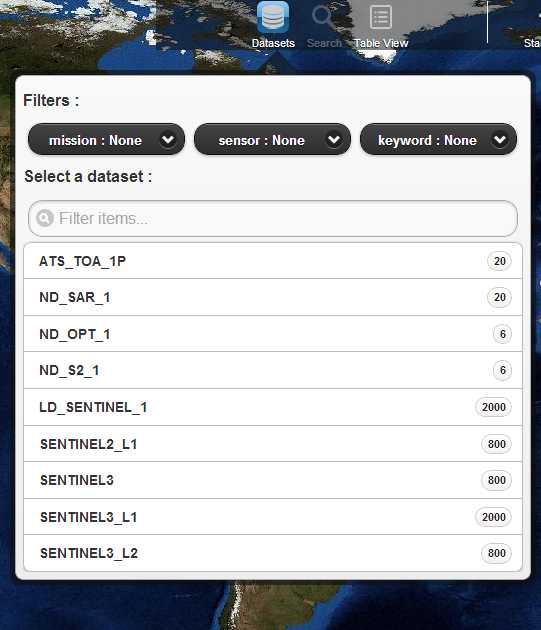 Datasets Search Table View Sta
Filters :
mission : None sensor : None keyword : None
Select a dataset :
Filter items...
ATS_TOA_1P 20
ND_SAR_1 20
ND_OPT_1 6
ND_S2_1 6
LD_SENTINEL_1 2000
SENTINEL2_L1 800
SENTINEL3 800
SENTINEL3_L1 2000
SENTINEL3_L2 800